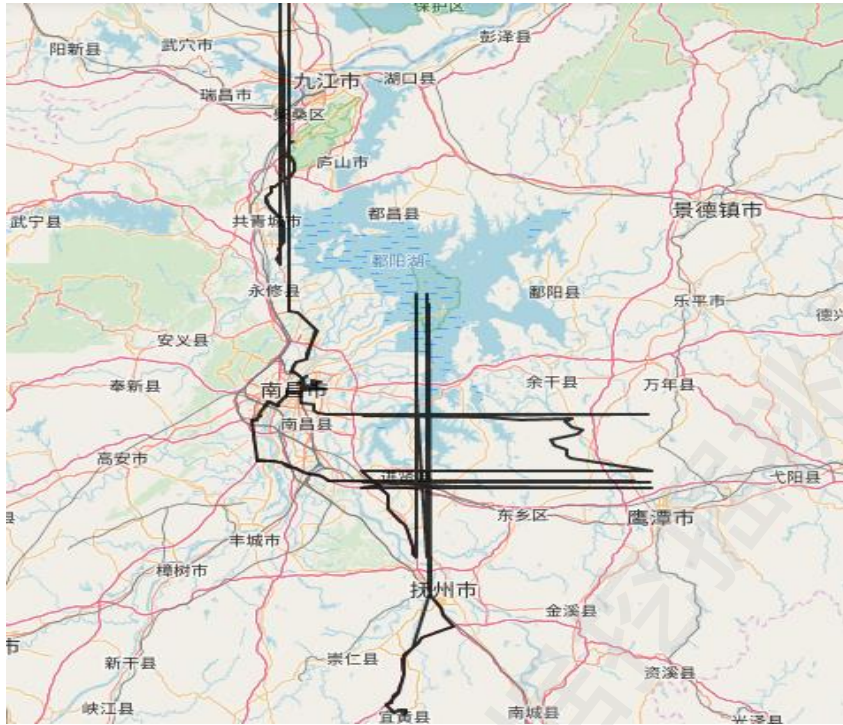 保护区
彭泽县
武穴市
阳新县
九江市
湖口县
瑞昌市
柴桑区
庐山市
都昌县
景德镇市
武宁县
共青城市
鄱阳湖
永修县
鄱阳县
乐平市
德兴
安义县
余干县
万年县
奉新县
南昌市
南昌县
高安市
进贤县
弋阳县
县
东乡区
鹰潭市
丰城市
樟树市
抚州市
金溪县
市
崇仁县
新干县
资溪县
峡江县
宜黄县
南城县
光泽县